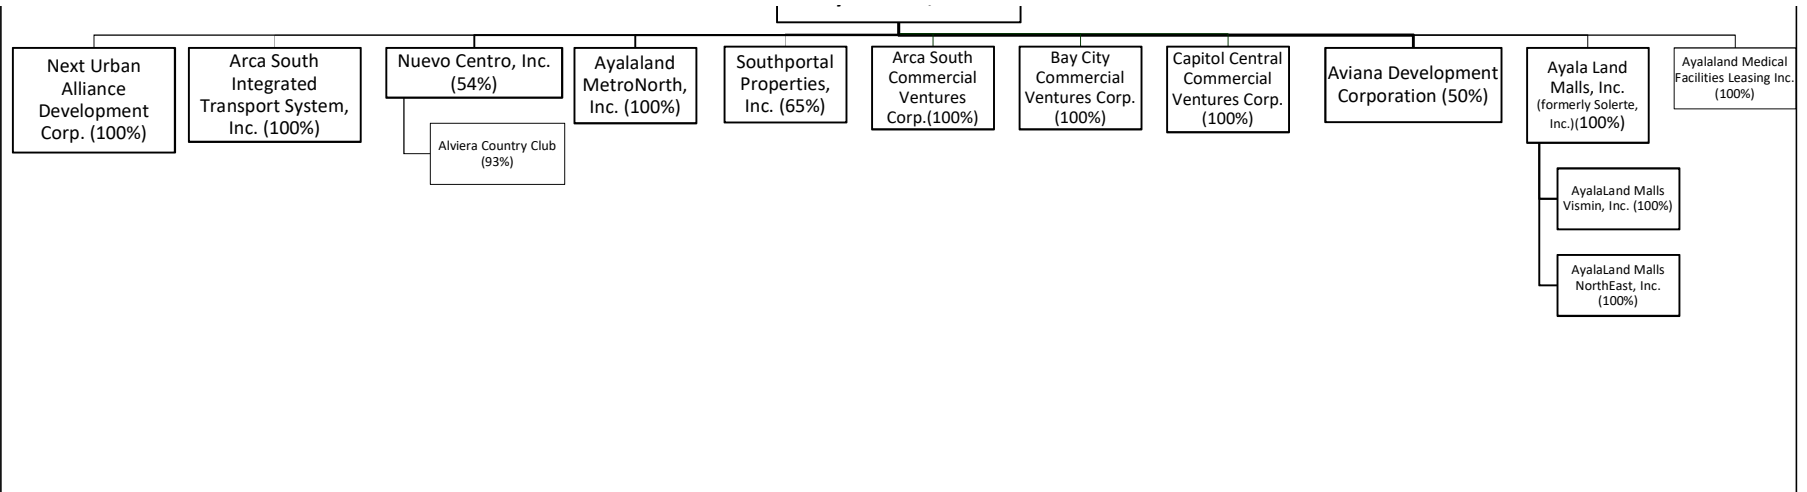 Next Urban
Alliance
Development
Corp. (100%)
Arca South
Integrated
Transport System,
Inc. (100%)
Nuevo Centro, Inc.
(54%)
Alviera Country Club
(93%)
Ayalaland
MetroNorth,
Inc. (100%)
Southportal
Properties,
Inc. (65%)
Arca South
Commercial
Ventures
Corp.(100%)
Bay City
Commercial
Ventures Corp.
(100%)
Capitol Central
Commercial
Ventures Corp.
(100%)
Aviana Development
Corporation (50%)
Ayala Land
Malls, Inc.
(formerly Solerte,
Inc.)(100%)
AyalaLand Malls
Vismin, Inc. (100%)
AyalaLand Malls
NorthEast, Inc.
(100%)
Ayalaland Medical
Facilities Leasing Inc.
(100%)